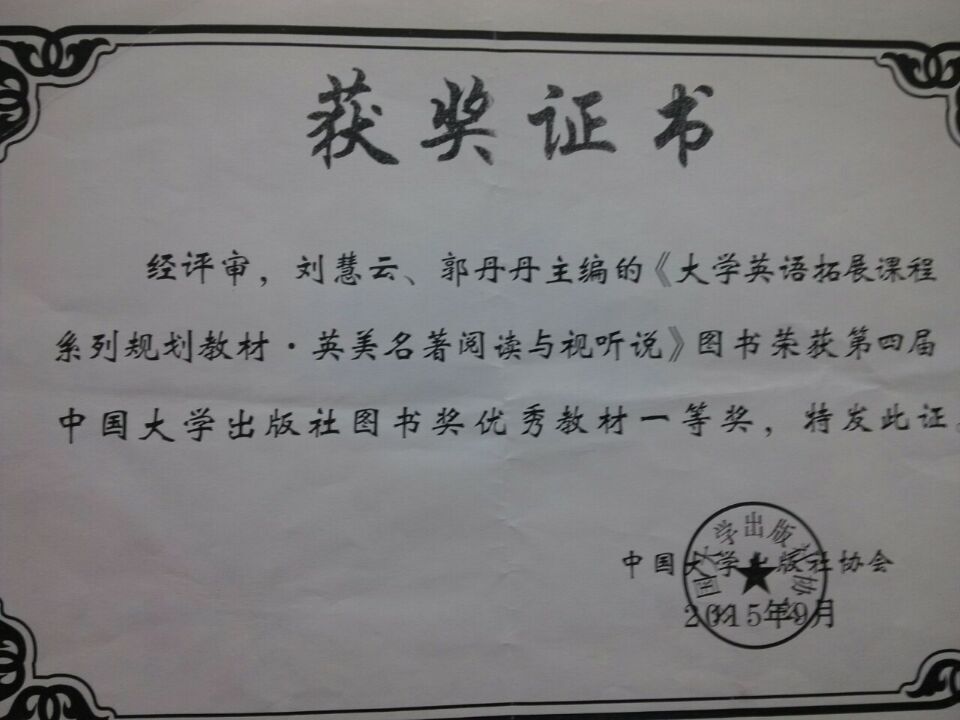 获奖证书
经评审，刘慧云、郭丹丹主编的《大学英语拓展课程
系列规划教材·英美名著阅读与视听说》图书荣获第四届
中国大学出版社图书奖优秀教材一等奖，特发此证。
中国大学出版社协会
2015年9月